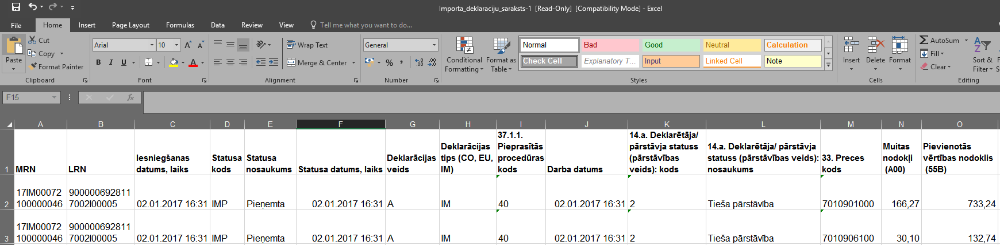 Importa_deklaraciju_saraksts-1 [Read-Only] [Compatibility Mode] - Excel
File Home Insert Page Layout Formulas Data Review View Tell me what you want to do...
Paste
Cut
Copy
Format Painter
Clipboard
Arial 10
B I U
Font
Wrap Text
Merge & Center
Alignment
General
%
Number
Conditional
Formatting
Format as
Table
Normal Bad Good Neutral Calculation
Check Cell Explanatory T... Input Linked Cell Note
Styles
Insert Delete Format
Cells
AutoSum
Fill
Clear
Sort &
Filter
Editing
F15 fx
A B C D E F G H I J K L M N O
1
MRN
LRN
Iesniegšanas
datums, laiks
Statusa
kods
Statusa
nosaukums
Statusa datums, laiks
Deklarācijas
veids
Deklarācijas
tips (CO, EU,
IM)
37.1.1.
Pieprasītās
procedūras
kods
Darba datums
14.a. Deklarētāja/
pārstāvja statuss
(pārstāvības
veids): kods
14.a. Deklarētāja/ pārstāvja
statuss (pārstāvības veids):
nosaukums
33. Preces
kods
Muitas
nodokļi
(A00)
Pievienotās
vērtības nodoklis
(55B)
17IM00072 900000692811
2 100000046 7002I00005 02.01.2017 16:31 IMP Pieņemta 02.01.2017 16:31 A IM 40 02.01.2017 16:31 2 Tieša pārstāvība 7010901000 166,27 733,24
17IM00072 900000692811
3 100000046 7002I00005 02.01.2017 16:31 IMP Pieņemta 02.01.2017 16:31 A IM 40 02.01.2017 16:31 2 Tieša pārstāvība 7010906100 30,10 132,74